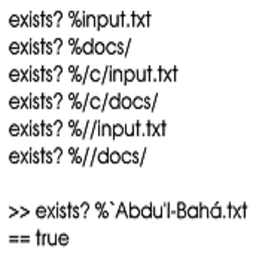 exists? %input.txt
exists? %docs/
exists? %/c/input.txt
exists? %/c/docs/
exists? %//input.txt
exists? %//docs/
>> exists? %`Abdu'l-Bahá.txt
== true